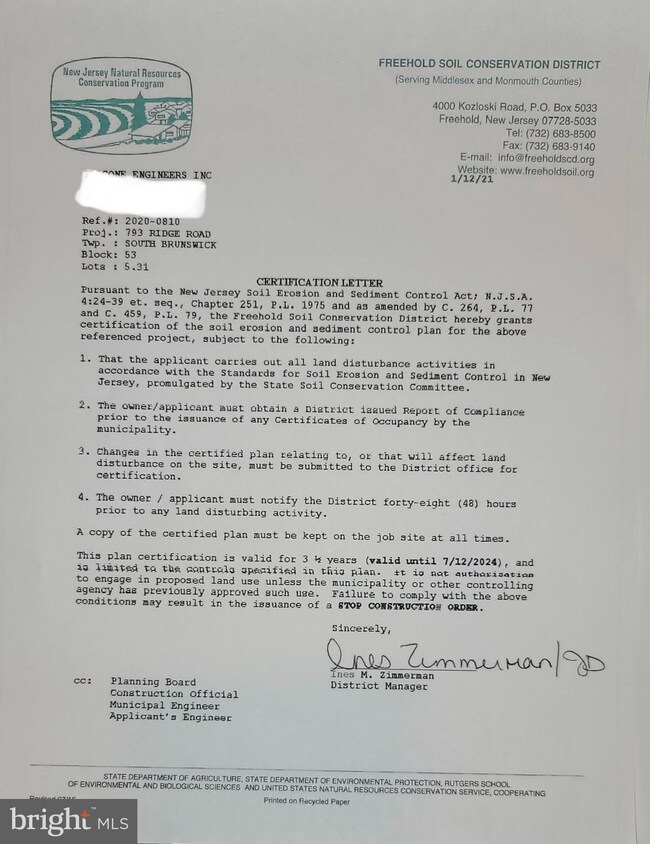 New Jersey Natural Resources
Conservation Program
FREEHOLD SOIL CONSERVATION DISTRICT
(Serving Middlesex and Monmouth Counties)
4000 Kozloski Road, P.O. Box 5033
Freehold, New Jersey 07728-5033
Tel: (732) 683-8500
Fax: (732) 683-9140
E-mail: info@freeholdscd.org
Website: www.freeholdsoil.org
1/12/21
ENGINEERS INC
Ref.#: 2020-0810
Proj.: 793 RIDGE ROAD
Twp. : SOUTH BRUNSWICK
Block: 53
Lots : 5.31
CERTIFICATION LETTER
Pursuant to the New Jersey Soil Erosion and Sediment Control Act; N.J.S.A.
4:24-39 et. seq., Chapter 251, P.L. 1975 and as amended by C. 264, P.L. 77
and C. 459, P.L. 79, the Freehold Soil Conservation District hereby grants
certification of the soil erosion and sediment control plan for the above
referenced project, subject to the following:
1. That the applicant carries out all land disturbance activities in
accordance with the Standards for Soil Erosion and Sediment Control in New
Jersey, promulgated by the State Soil Conservation Committee.
2. The owner/applicant must obtain a District issued Report of Compliance
prior to the issuance of any Certificates of Occupancy by the
municipality.
3. Changes in the certified plan relating to, or that will affect land
disturbance on the site, must be submitted to the District office for
certification.
4. The owner / applicant must notify the District forty-eight (48) hours
prior to any land disturbing activity.
A copy of the certified plan must be kept on the job site at all times.
This plan certification is valid for 3 ½ years (valid until 7/12/2024), and
is limited to the controls specified in this plan. it is not authorization
to engage in proposed land use unless the municipality or other controlling
agency has previously approved such use. Failure to comply with the above
conditions may result in the issuance of a STOP CONSTRUCTION ORDER.
Sincerely,
Ines Zimmerman/JD
Ines M. Zimmerman
District Manager
cc: Planning Board
Construction Official
Municipal Engineer
Applicant's Engineer
STATE DEPARTMENT OF AGRICULTURE, STATE DEPARTMENT OF ENVIRONMENTAL PROTECTION, RUTGERS SCHOOL
OF ENVIRONMENTAL AND BIOLOGICAL SCIENCES AND UNITED STATES NATURAL RESOURCES CONSERVATION SERVICE, COOPERATING
Printed on Recycled Paper
bright MLS